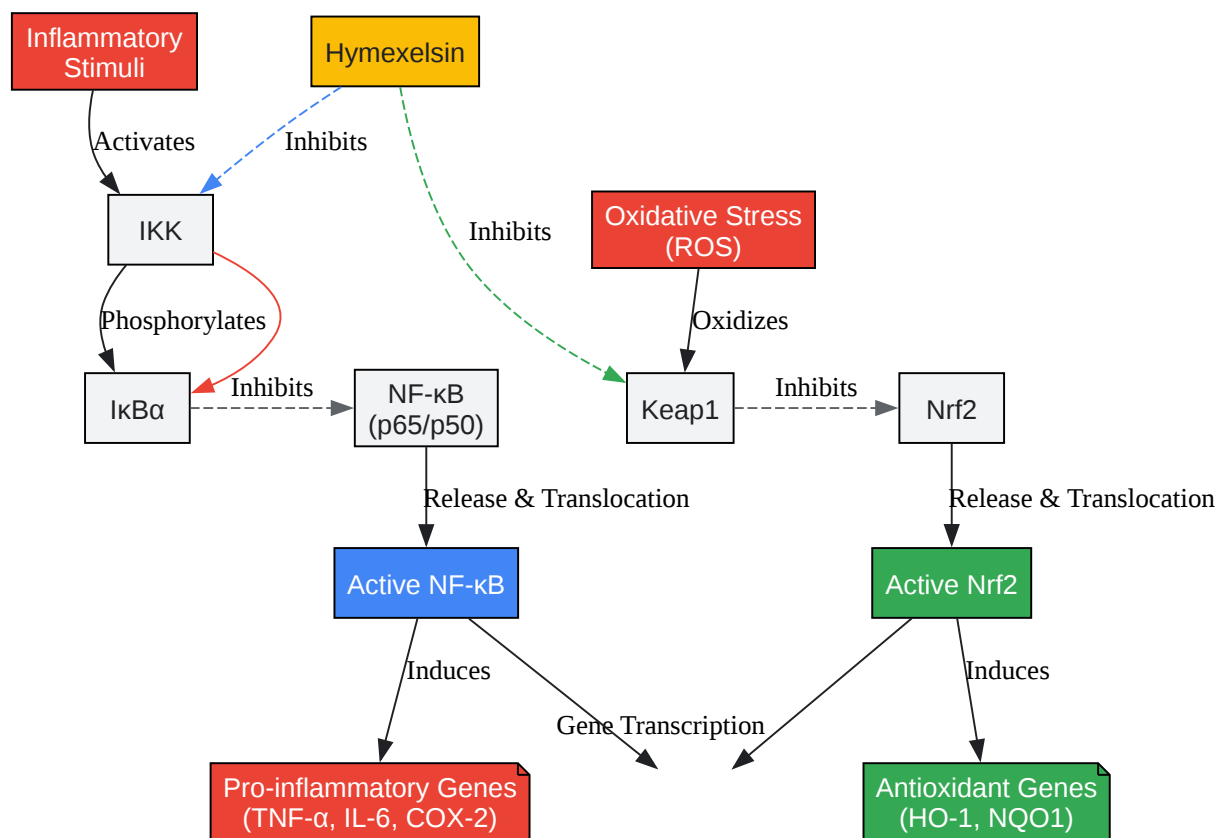 Inflammatory
Stimuli
Hymexelsin
Activates
Inhibits
IKK
Inhibits
Oxidative Stress
(ROS)
Phosphorylates
Oxidizes
IκBα
Inhibits
NF-κB
(p65/p50)
Keap1
Inhibits
Nrf2
Release & Translocation
Release & Translocation
Active NF-κB
Active Nrf2
Induces
Induces
Gene Transcription
Pro-inflammatory Genes
(TNF-α, IL-6, COX-2)
Antioxidant Genes
(HO-1, NQO1)